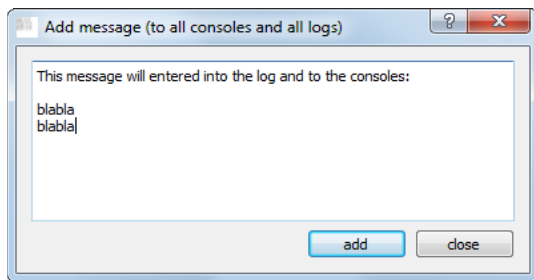 Add message (to all consoles and all logs)
?
X
This message will entered into the log and to the consoles:
blabla
blabla
add
close